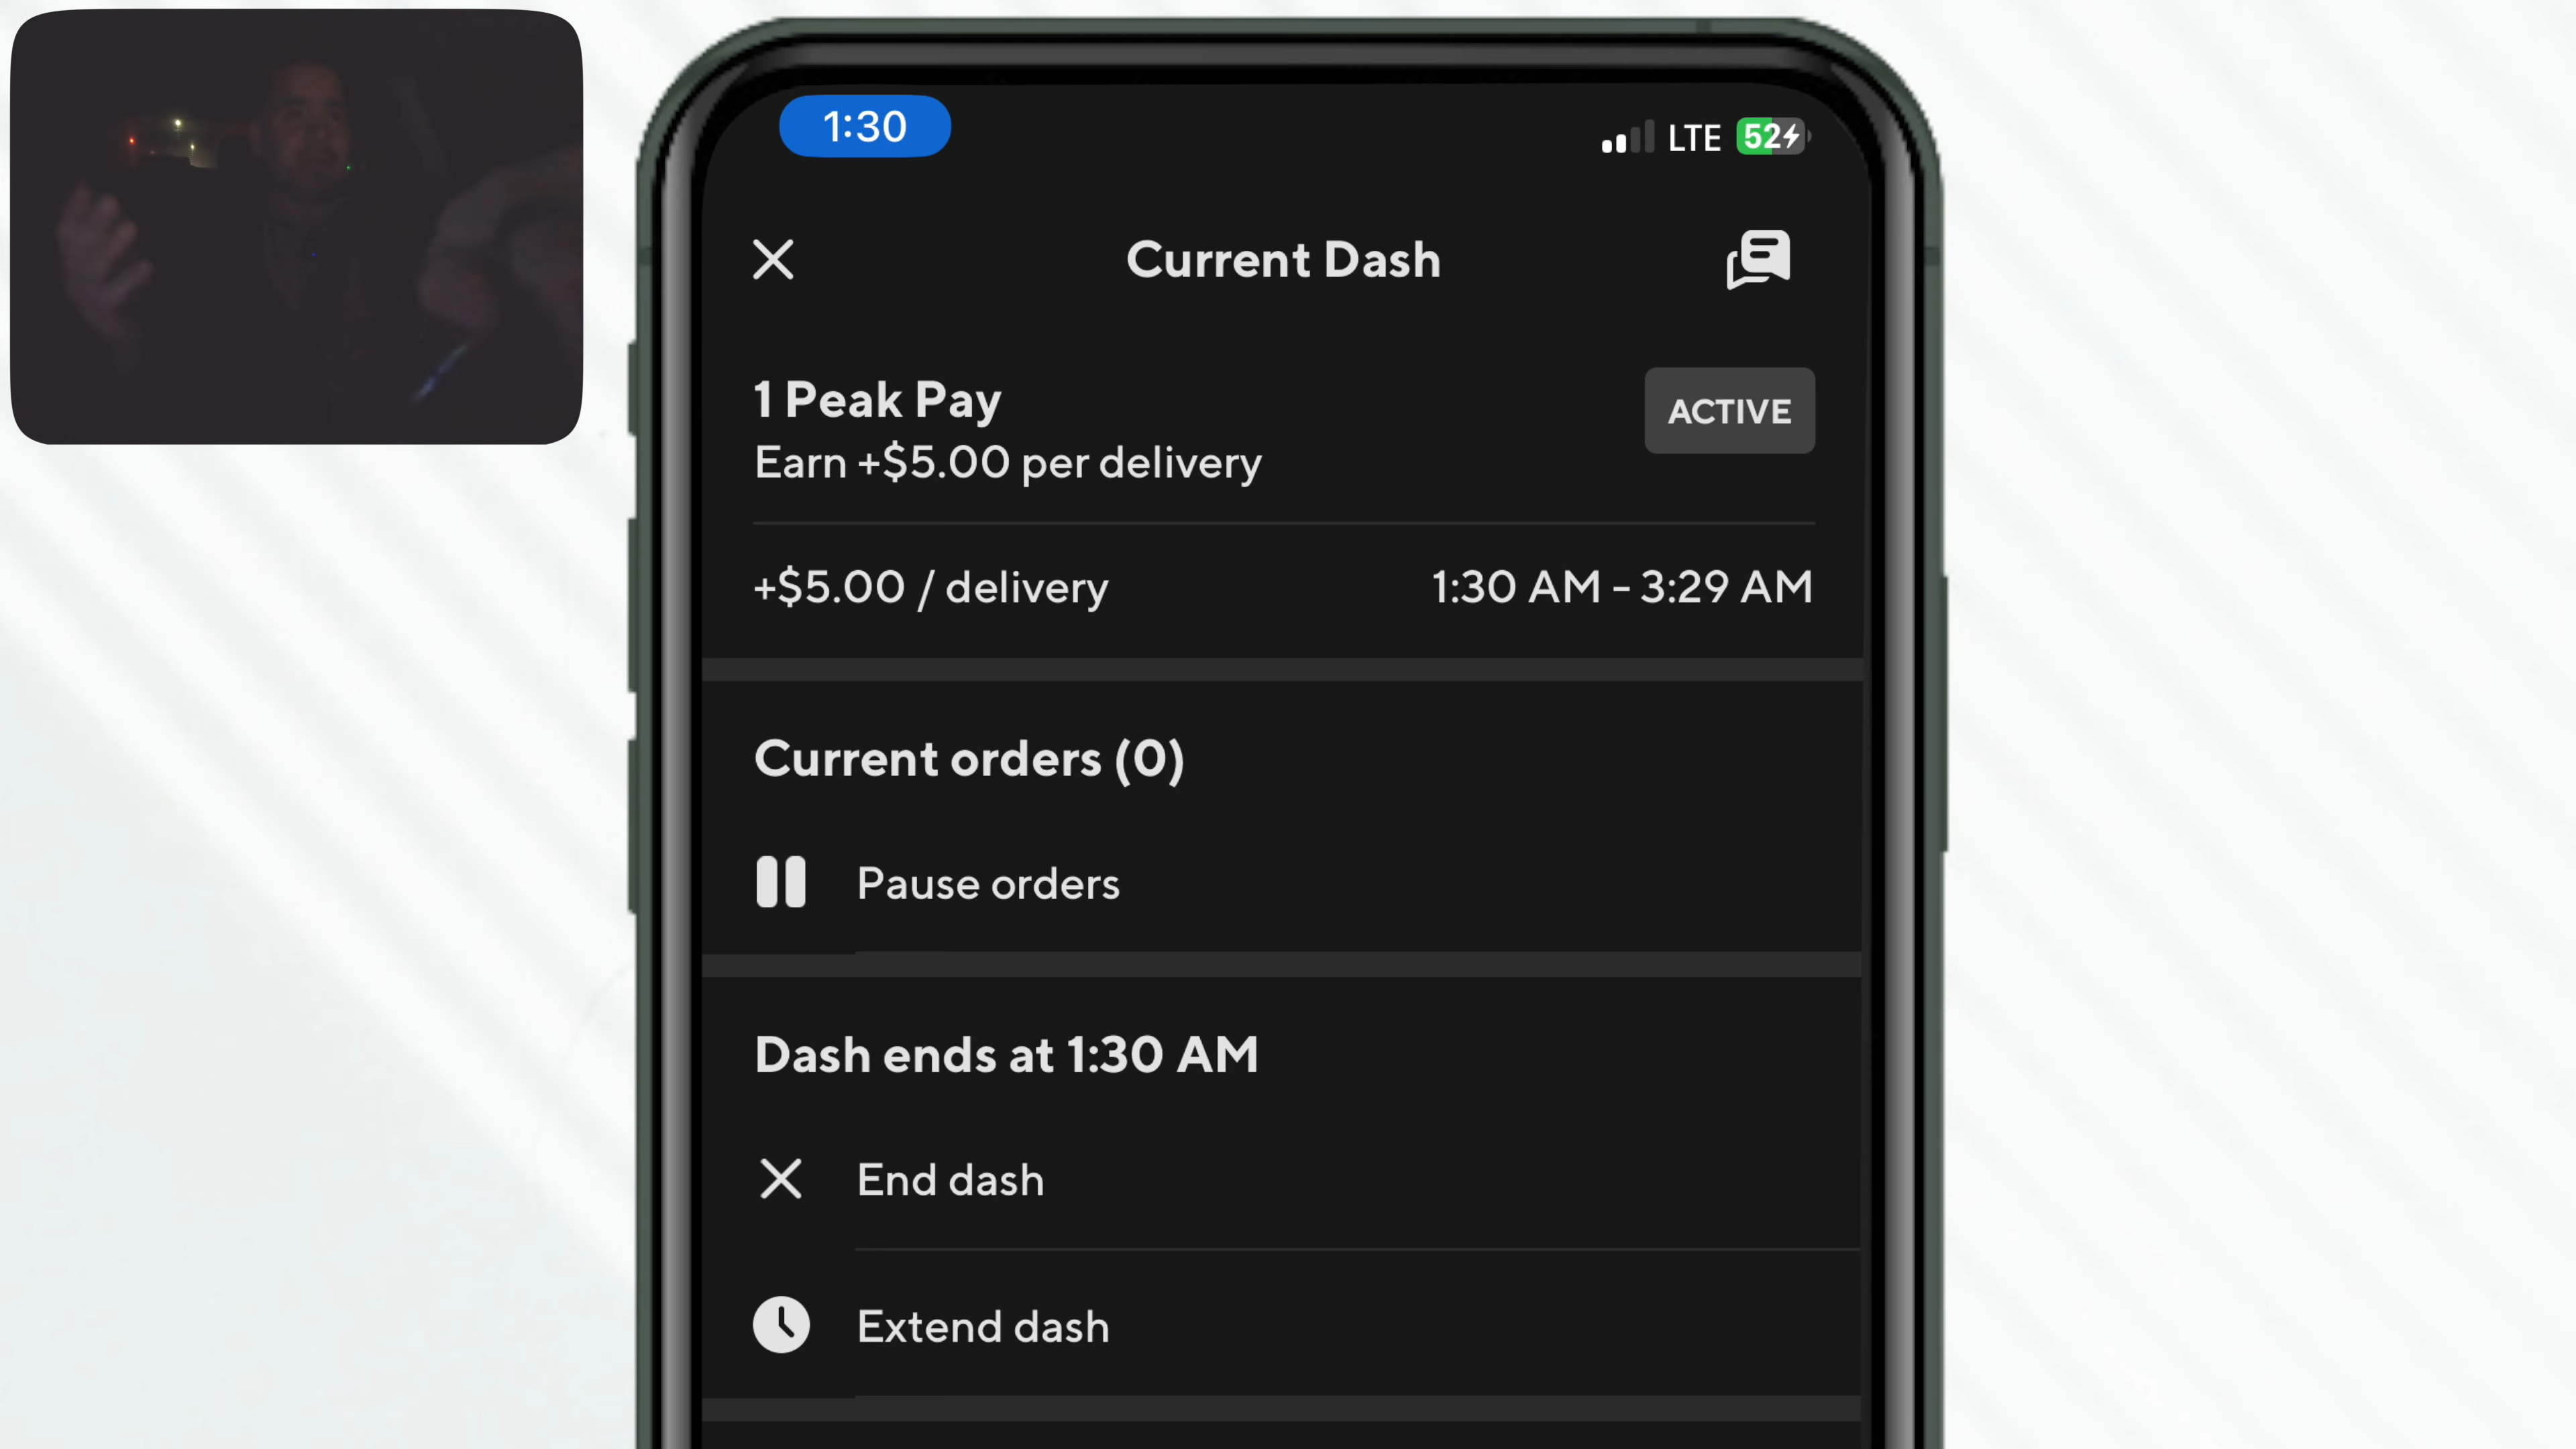 1:30
LTE 52
Current Dash
1 Peak Pay
ACTIVE
Earn +$5.00 per delivery
+$5.00 / delivery
1:30 AM - 3:29 AM
Current orders (0)
Pause orders
Dash ends at 1:30 AM
End dash
Extend dash